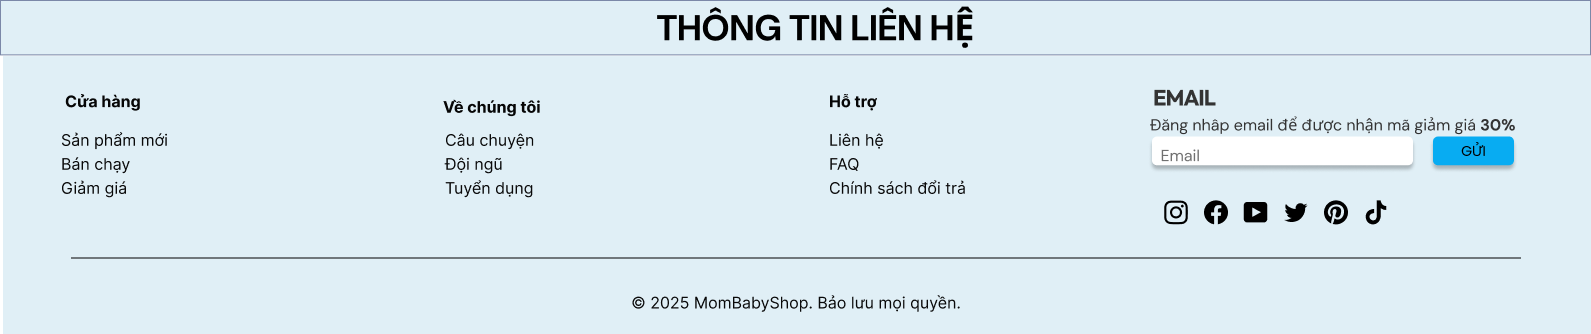 THÔNG TIN LIÊN HỆ
Cửa hàng
Sản phẩm mới
Bán chạy
Giảm giá
Về chúng tôi
Câu chuyện
Đội ngũ
Tuyển dụng
Hỗ trợ
Liên hệ
FAQ
Chính sách đổi trả
EMAIL
Đăng nhâp email để được nhận mã giảm giá 30%
Email
GỬI
© 2025 MomBabyShop. Bảo lưu mọi quyền.